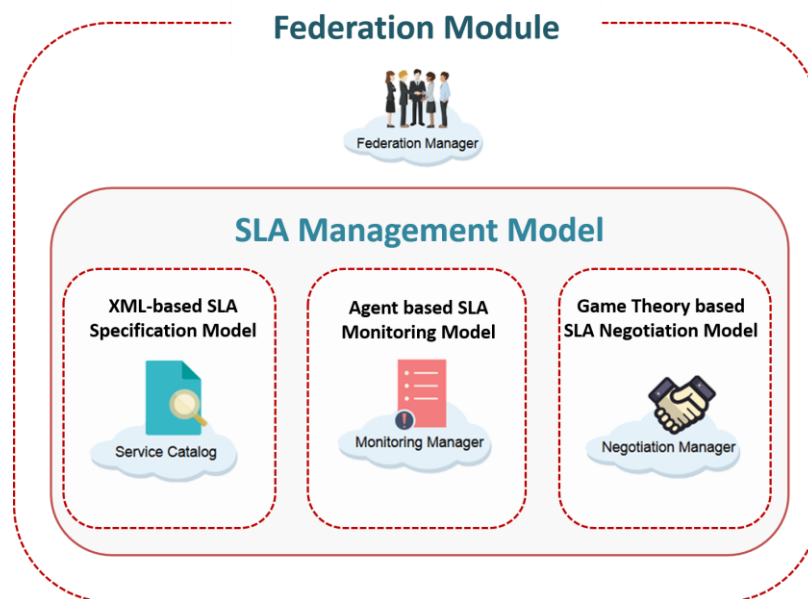 Federation Module
Federation Manager
SLA Management Model
XML-based SLA
Specification Model
Service Catalog
Agent based SLA
Monitoring Model
Monitoring Manager
Game Theory based
SLA Negotiation Model
Negotiation Manager